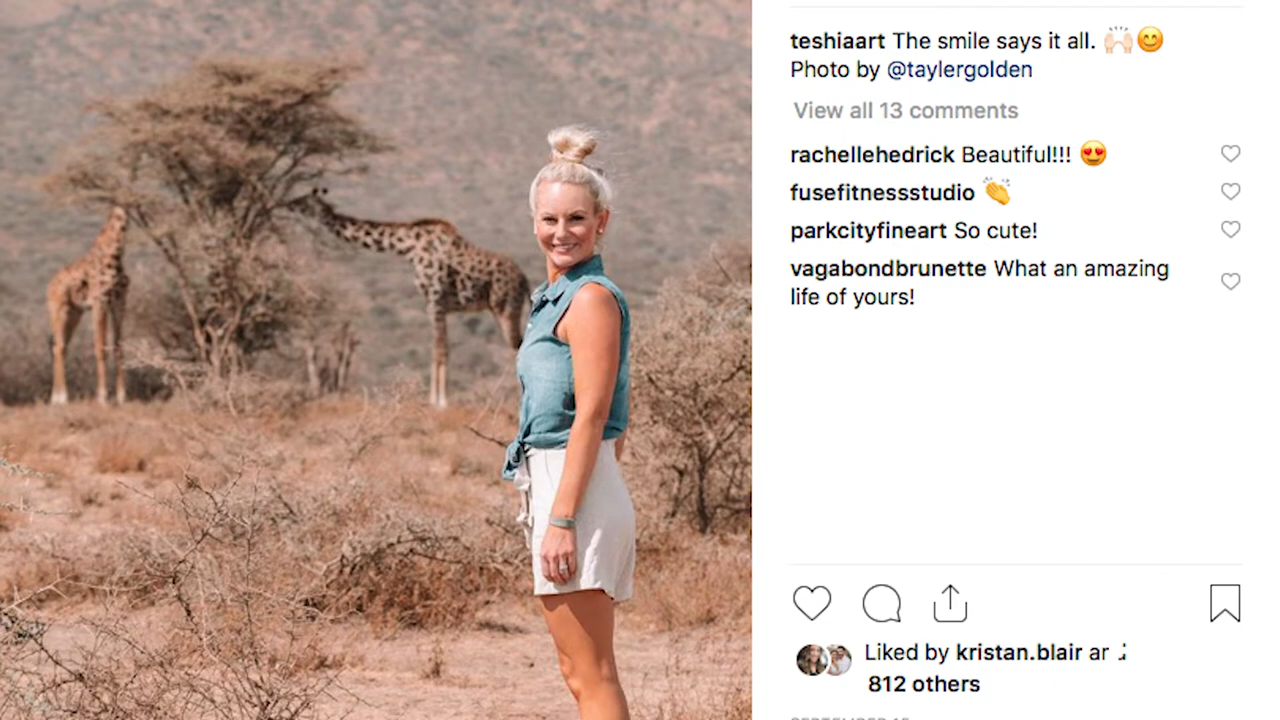 teshiaart The smile says it all. 🙌🏻😊
Photo by @taylergolden
View all 13 comments
rachellehedrick Beautiful!!! 😍
fusefitnessstudio 👏
parkcityfineart So cute!
vagabondbrunette What an amazing
life of yours!
Liked by kristan.blair ar
812 others